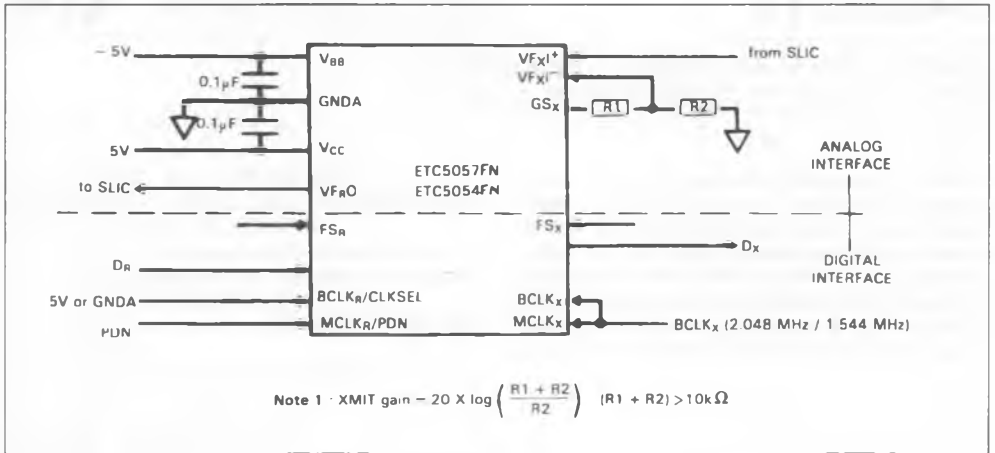 – 5V
VBB
VFXI+
from SLIC
VFXI–
0.1µF
GNDA
GSX
R1
R2
0.1µF
5V
VCC
ANALOG
INTERFACE
ETC5057FN
ETC5054FN
to SLIC
VFRO
FSR
FSX
DX
DR
DIGITAL
INTERFACE
5V or GNDA
BCLKR/CLKSEL
BCLKX
PDN
MCLKR/PDN
MCLKX
BCLKX (2.048 MHz / 1 544 MHz)
Note 1 · XMIT gain – 20 X log ( R1 + R2 / R2 ) (R1 + R2) > 10k Ω